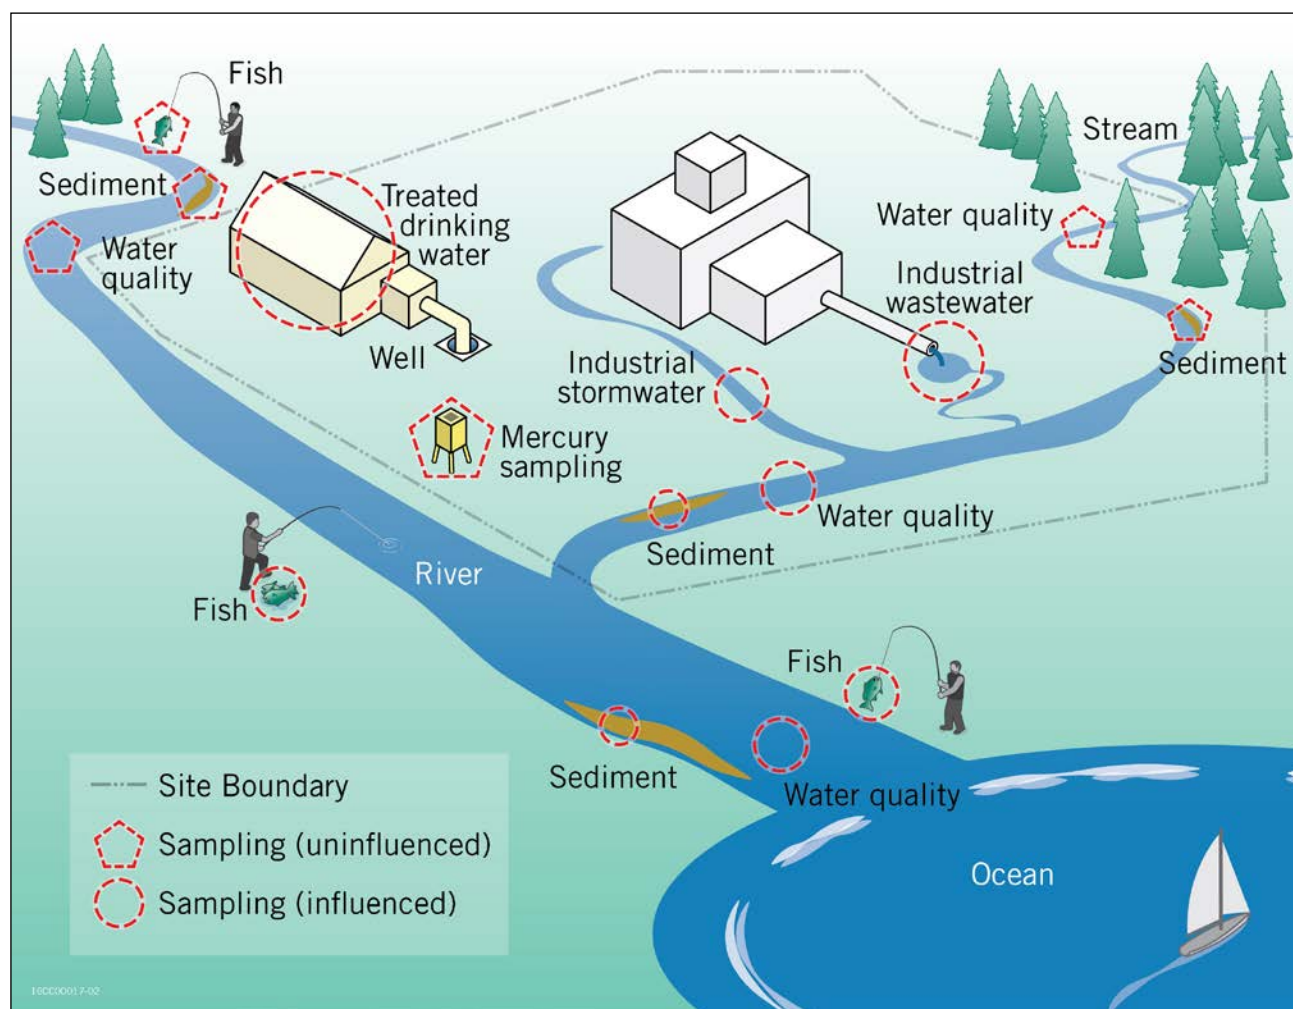 Fish
Stream
Sediment
Treated
drinking
water
Water quality
Water
quality
Industrial
wastewater
Well
Industrial
stormwater
Sediment
Mercury
sampling
Water quality
Sediment
River
Fish
Fish
Sediment
Water quality
Site Boundary
Sampling (uninfluenced)
Sampling (influenced)
Ocean